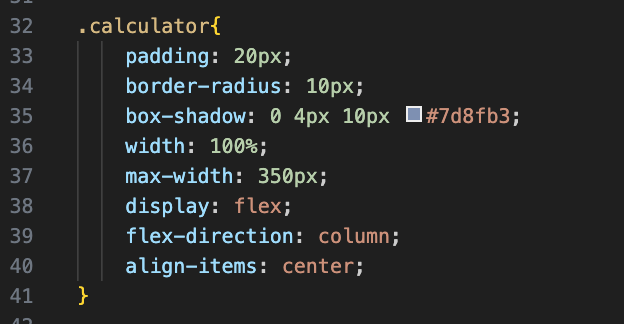 32 .calculator{
33 padding: 20px;
34 border-radius: 10px;
35 box-shadow: 0 4px 10px #7d8fb3;
36 width: 100%;
37 max-width: 350px;
38 display: flex;
39 flex-direction: column;
40 align-items: center;
41 }